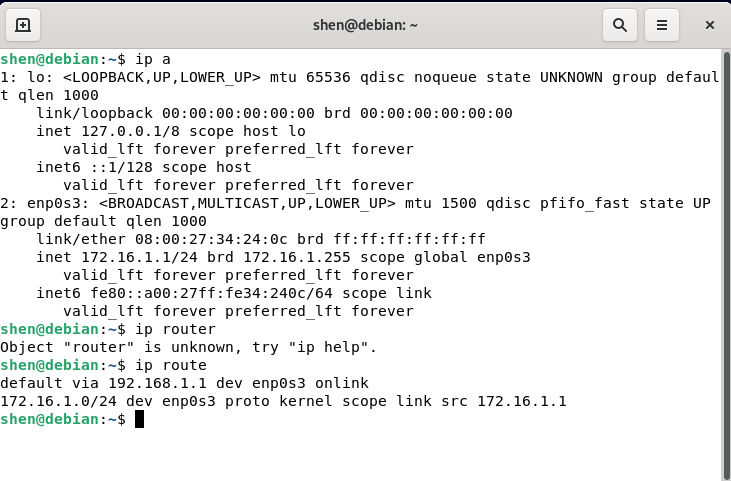 shen@debian: ~
shen@debian:~$ ip a
1: lo: <LOOPBACK,UP,LOWER_UP> mtu 65536 qdisc noqueue state UNKNOWN group defaul
t qlen 1000
    link/loopback 00:00:00:00:00:00 brd 00:00:00:00:00:00
    inet 127.0.0.1/8 scope host lo
       valid_lft forever preferred_lft forever
    inet6 ::1/128 scope host
       valid_lft forever preferred_lft forever
2: enp0s3: <BROADCAST,MULTICAST,UP,LOWER_UP> mtu 1500 qdisc pfifo_fast state UP
group default qlen 1000
    link/ether 08:00:27:34:24:0c brd ff:ff:ff:ff:ff:ff
    inet 172.16.1.1/24 brd 172.16.1.255 scope global enp0s3
       valid_lft forever preferred_lft forever
    inet6 fe80::a00:27ff:fe34:240c/64 scope link
       valid_lft forever preferred_lft forever
shen@debian:~$ ip router
Object "router" is unknown, try "ip help".
shen@debian:~$ ip route
default via 192.168.1.1 dev enp0s3 onlink
172.16.1.0/24 dev enp0s3 proto kernel scope link src 172.16.1.1
shen@debian:~$